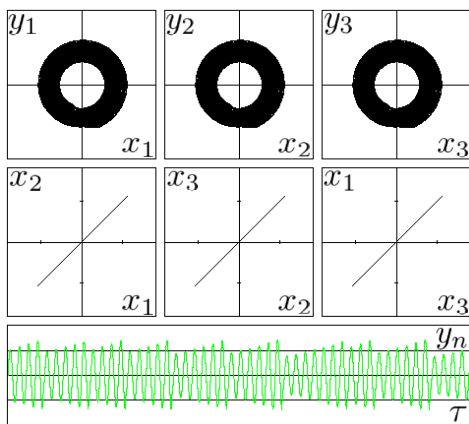 y₁ y₂ y₃
x₁ x₂ x₃
x₂ x₃ x₁
x₁ x₂ x₃
yₙ
τ